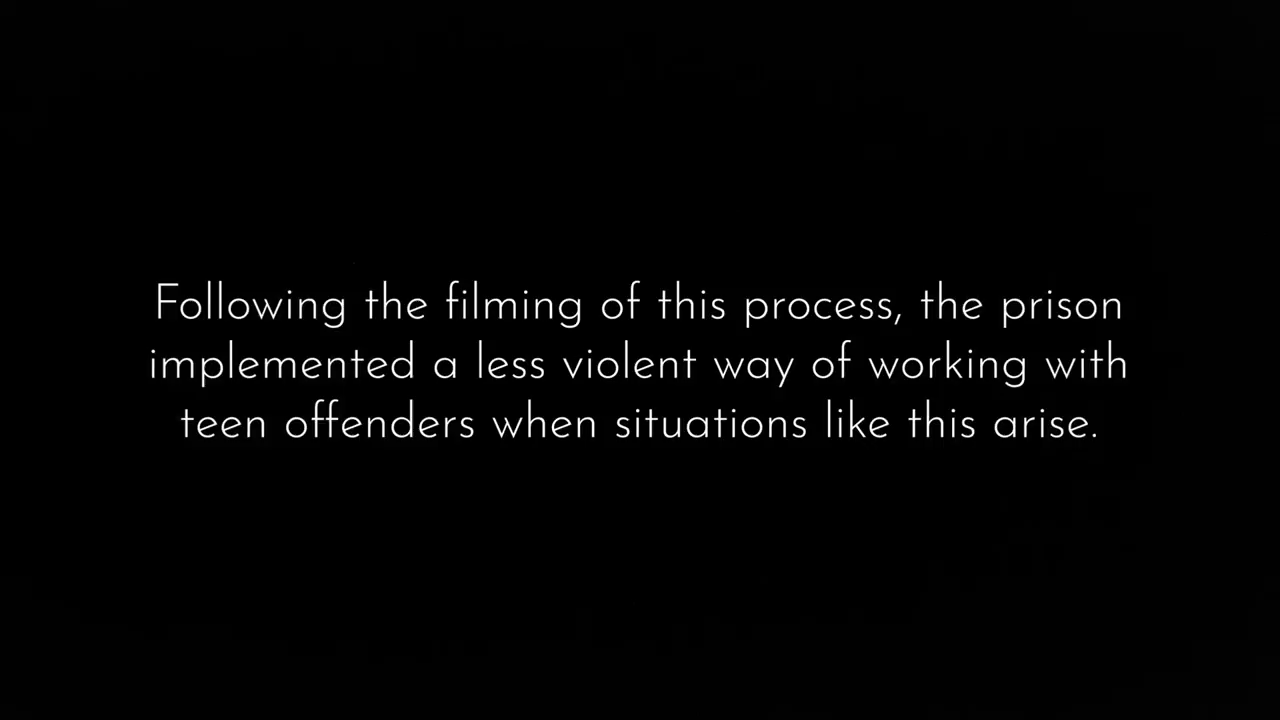 Following the filming of this process, the prison
implemented a less violent way of working with
teen offenders when situations like this arise.